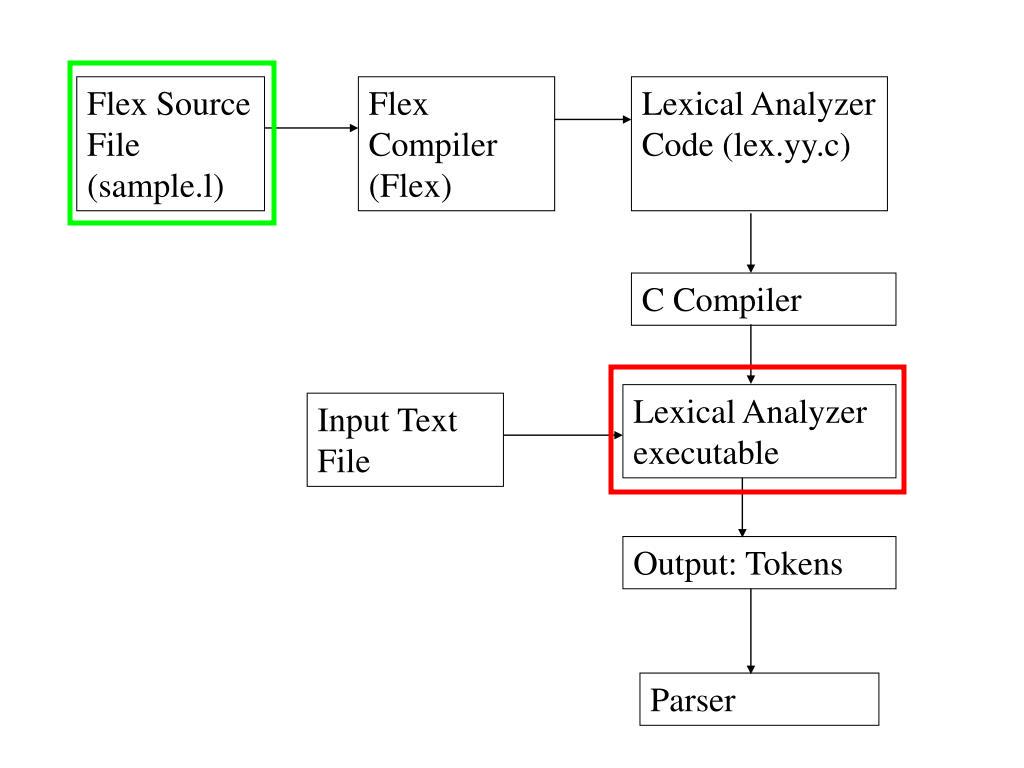 Flex Source
File
(sample.l)
Flex
Compiler
(Flex)
Lexical Analyzer
Code (lex.yy.c)
C Compiler
Input Text
File
Lexical Analyzer
executable
Output: Tokens
Parser